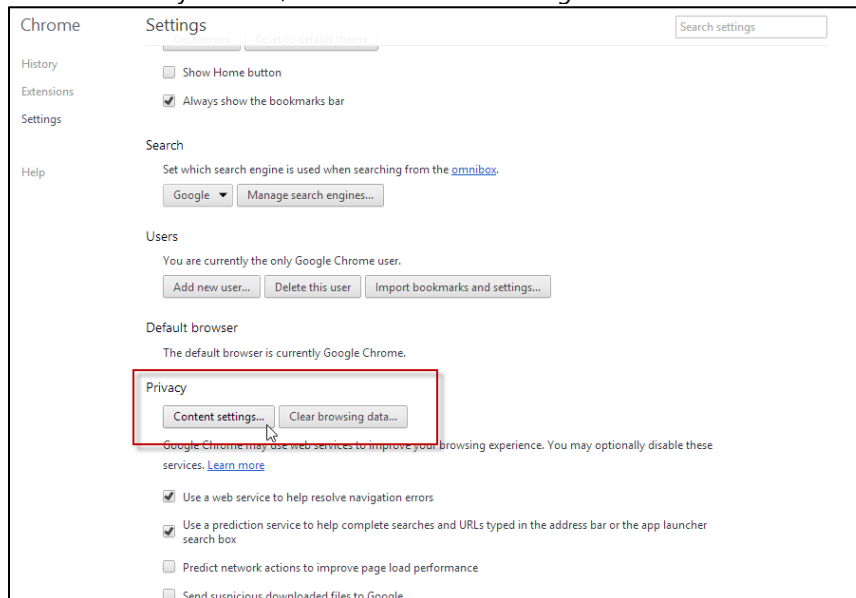 Chrome
Settings
Search settings
History
Extensions
Settings
Help
Get themes Reset to default theme
Show Home button
Always show the bookmarks bar
Search
Set which search engine is used when searching from the omnibox.
Google Manage search engines...
Users
You are currently the only Google Chrome user.
Add new user... Delete this user Import bookmarks and settings...
Default browser
The default browser is currently Google Chrome.
Privacy
Content settings... Clear browsing data...
Google Chrome may use web services to improve your browsing experience. You may optionally disable these
services. Learn more
Use a web service to help resolve navigation errors
Use a prediction service to help complete searches and URLs typed in the address bar or the app launcher
search box
Predict network actions to improve page load performance
Send suspicious downloaded files to Google